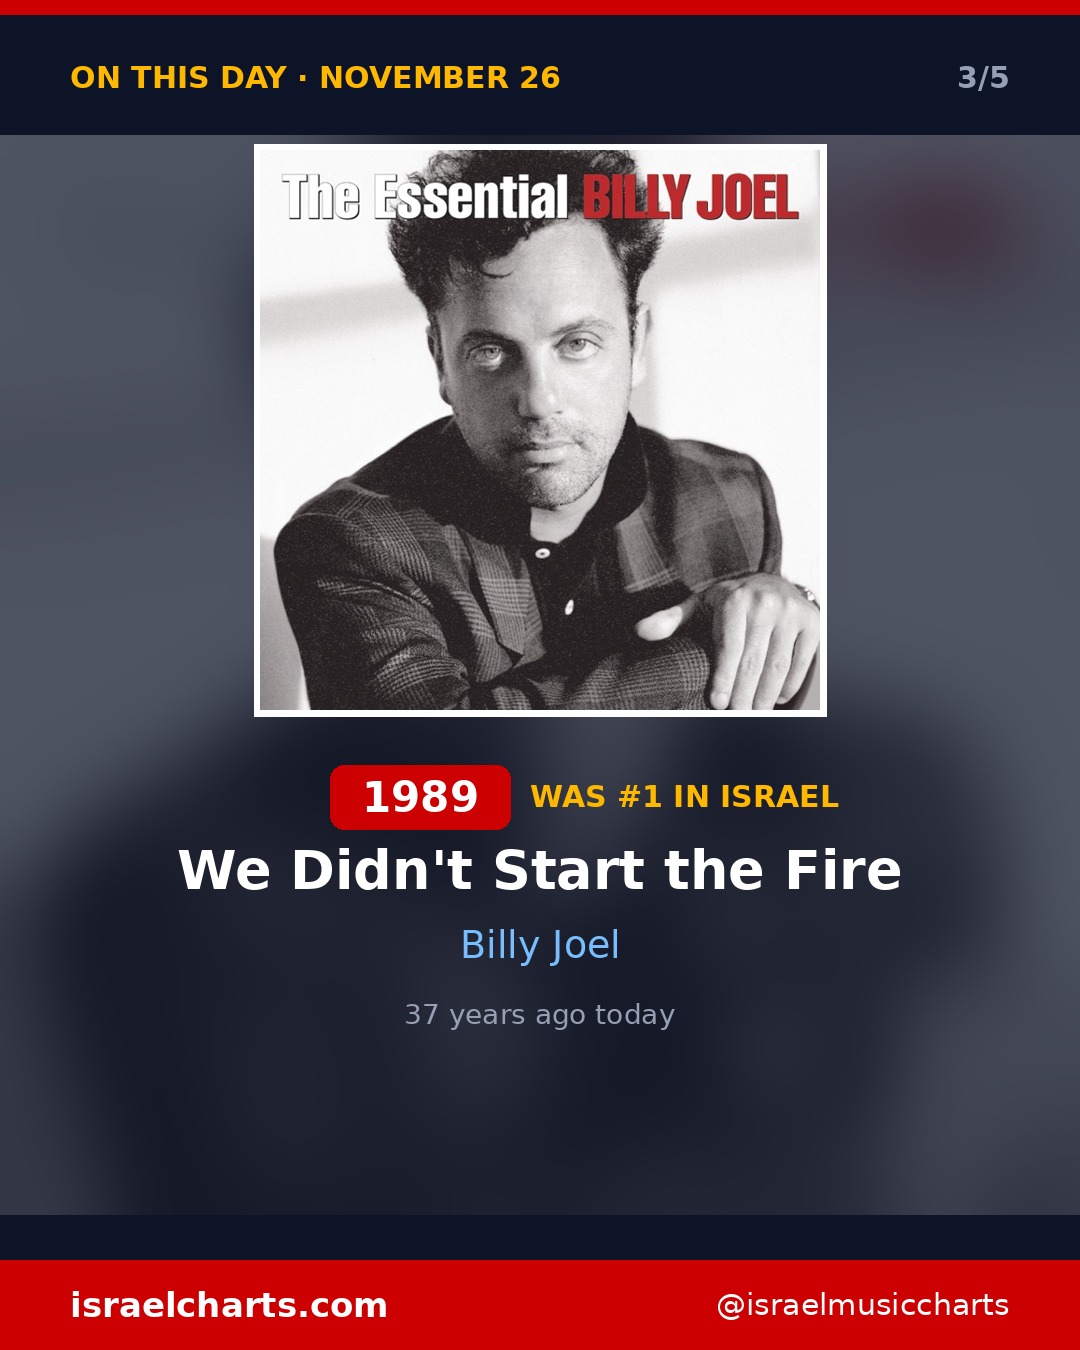 ON THIS DAY · NOVEMBER 26
3/5
The Essential BILLY JOEL
1989 WAS #1 IN ISRAEL
We Didn't Start the Fire
Billy Joel
37 years ago today
israelcharts.com
@israelmusiccharts